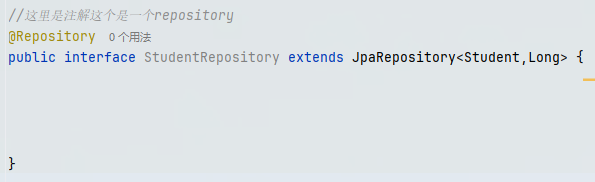 //这里是注解这个是一个repository
@Repository 0个用法
public interface StudentRepository extends JpaRepository<Student,Long> {
}